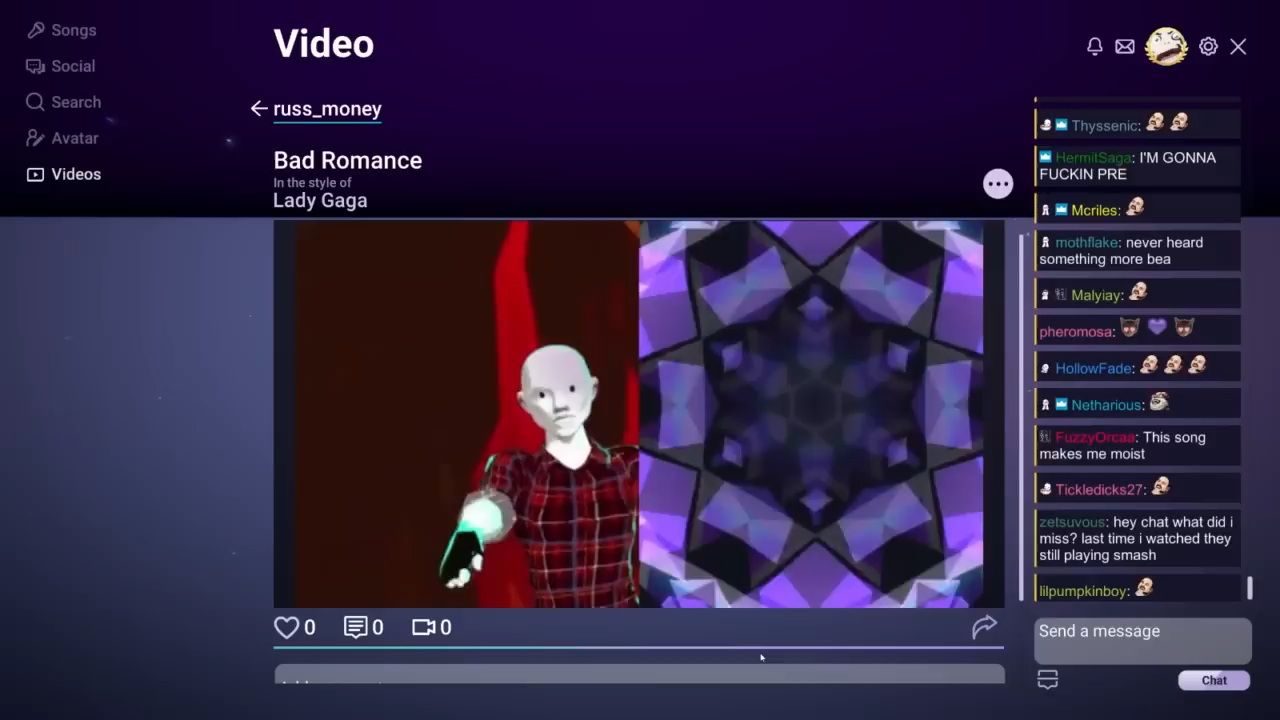 Songs
Social
Search
Avatar
Videos
Video
russ_money
Bad Romance
In the style of
Lady Gaga
0
0
0
Thyssenic:
HermitSaga: I'M GONNA
FUCKIN PRE
Mcriles:
mothflake: never heard
something more bea
Malyiay:
pheromosa:
HollowFade:
Netharious:
FuzzyOrcaa: This song
makes me moist
Tickledicks27:
zetsuvous: hey chat what did i
miss? last time i watched they
still playing smash
lilpumpkinboy:
Send a message
Chat